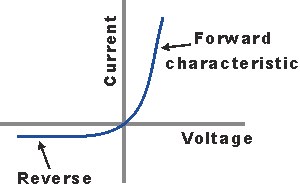 Current
Forward
characteristic
Voltage
Reverse